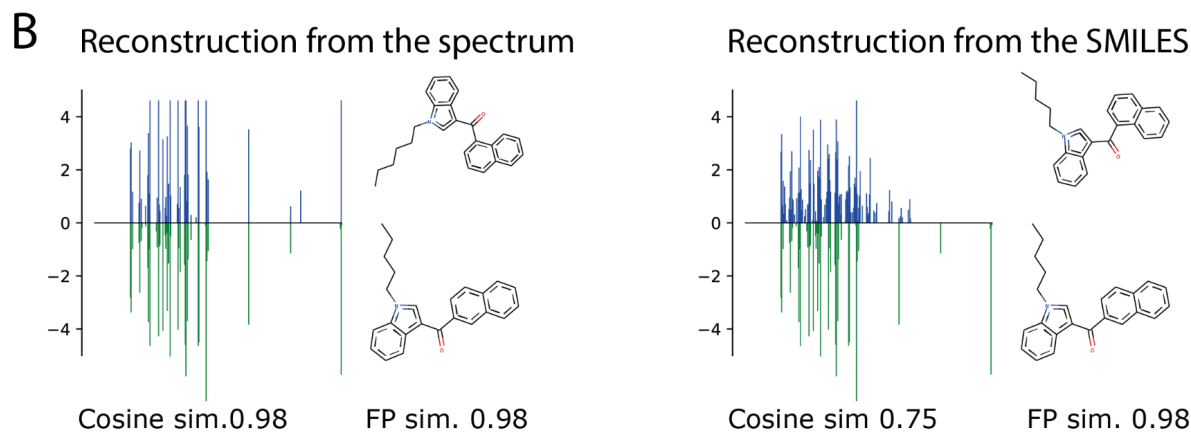 B
Reconstruction from the spectrum
4
2
0
−2
−4
N
O
N
O
Cosine sim.0.98
FP sim. 0.98
Reconstruction from the SMILES
4
2
0
−2
−4
N
O
N
O
Cosine sim 0.75
FP sim. 0.98